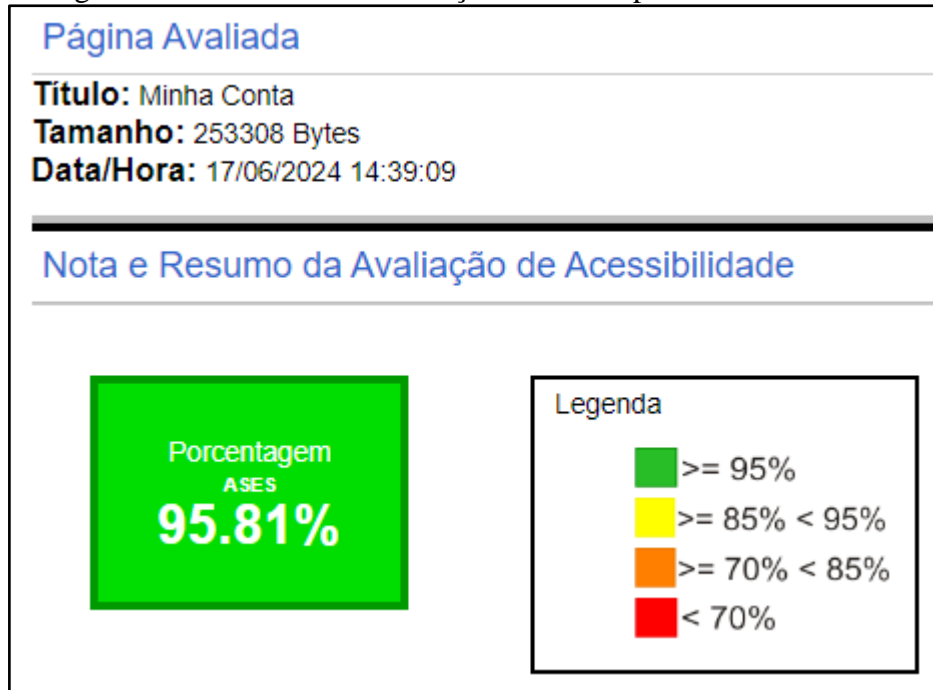 Página Avaliada
Título: Minha Conta
Tamanho: 253308 Bytes
Data/Hora: 17/06/2024 14:39:09
Nota e Resumo da Avaliação de Acessibilidade
Porcentagem
ASES
95.81%
Legenda
>= 95%
>= 85% < 95%
>= 70% < 85%
< 70%